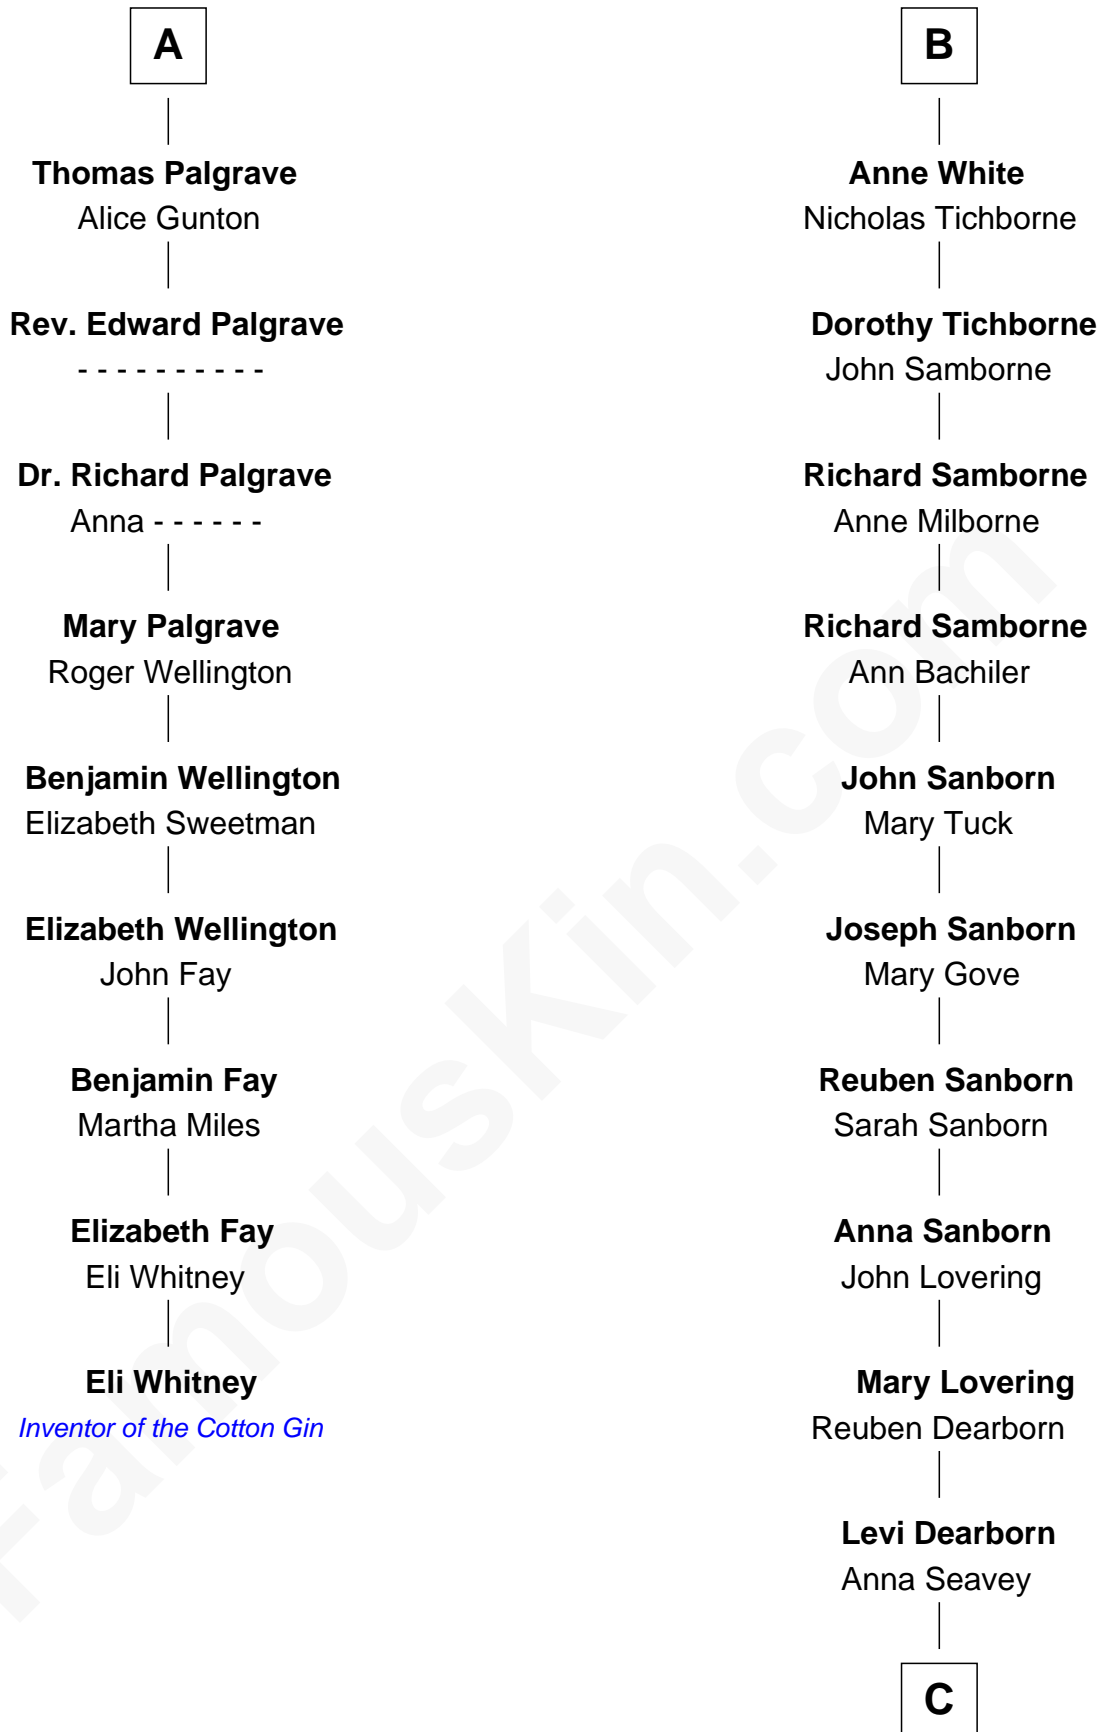 A
Thomas Palgrave
Alice Gunton
Rev. Edward Palgrave
- - - - - - - - - -
Dr. Richard Palgrave
Anna - - - - - -
Mary Palgrave
Roger Wellington
Benjamin Wellington
Elizabeth Sweetman
Elizabeth Wellington
John Fay
Benjamin Fay
Martha Miles
Elizabeth Fay
Eli Whitney
Eli Whitney
Inventor of the Cotton Gin
B
Anne White
Nicholas Tichborne
Dorothy Tichborne
John Samborne
Richard Samborne
Anne Milborne
Richard Samborne
Ann Bachiler
John Sanborn
Mary Tuck
Joseph Sanborn
Mary Gove
Reuben Sanborn
Sarah Sanborn
Anna Sanborn
John Lovering
Mary Lovering
Reuben Dearborn
Levi Dearborn
Anna Seavey
C
FamousKin.com